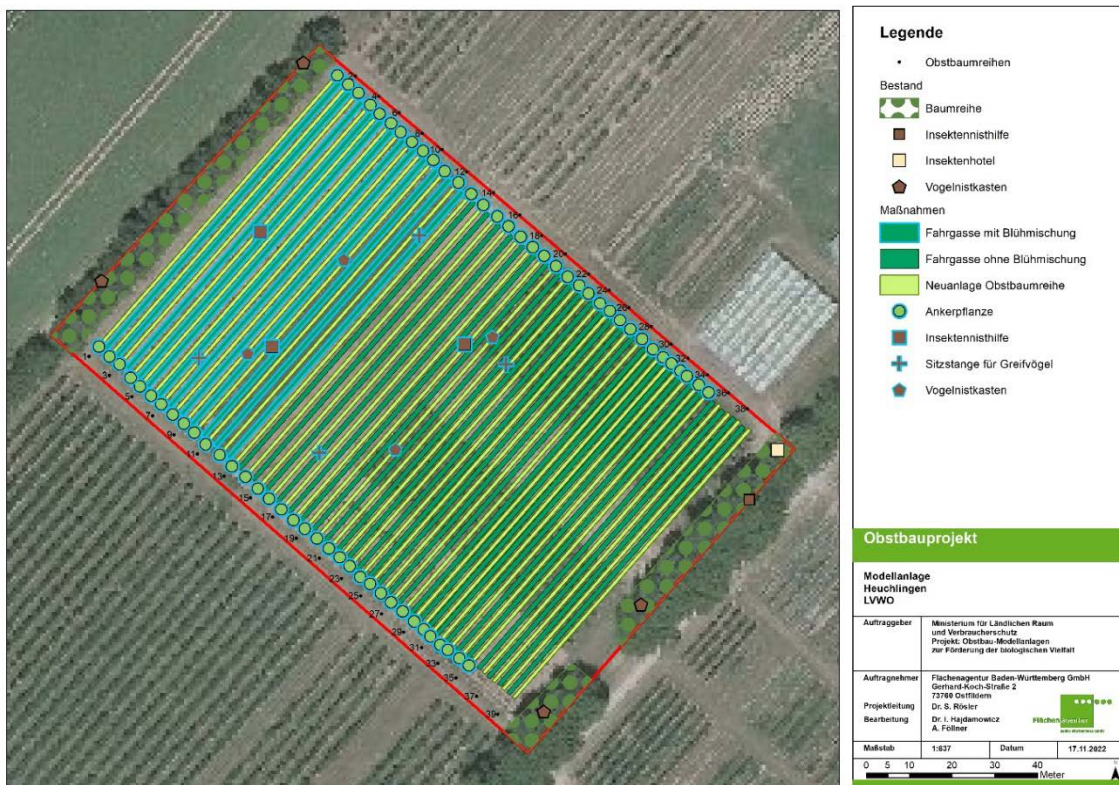 2
4
6
8
10
12
14
16
18
20
22
24
26
28
30
32
34
36
38
1
3
5
7
9
11
13
15
17
19
21
23
25
27
29
31
33
35
37
39
Legende
Obstbaumreihen
Bestand
Baumreihe
Insektennisthilfe
Insektenhotel
Vogelnistkasten
Maßnahmen
Fahrgasse mit Blühmischung
Fahrgasse ohne Blühmischung
Neuanlage Obstbaumreihe
Ankerpflanze
Insektennisthilfe
Sitzstange für Greifvögel
Vogelnistkasten
Obstbauprojekt
Modellanlage
Heuchlingen
LVWO
Auftraggeber
Ministerium für Ländlichen Raum
und Verbraucherschutz
Projekt: Obstbau-Modellanlagen
zur Förderung der biologischen Vielfalt
Auftragnehmer
Flächenagentur Baden-Württemberg GmbH
Gerhard-Koch-Straße 2
73760 Ostfildern
Projektleitung Dr. S. Rösler
Bearbeitung Dr. I. Hajdamowicz
A. Föllner
Maßstab 1:637 Datum 17.11.2022
0 5 10 20 30 40
Meter